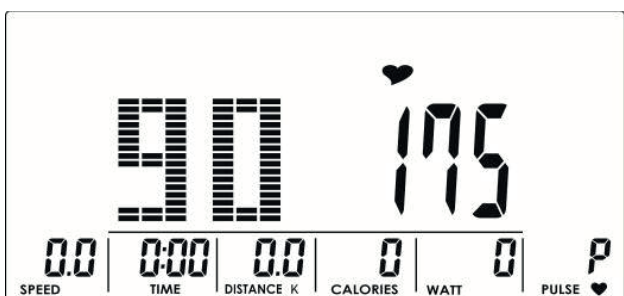 90 175
0.0 0:00 0.0 0 0 P
SPEED TIME DISTANCE K CALORIES WATT PULSE